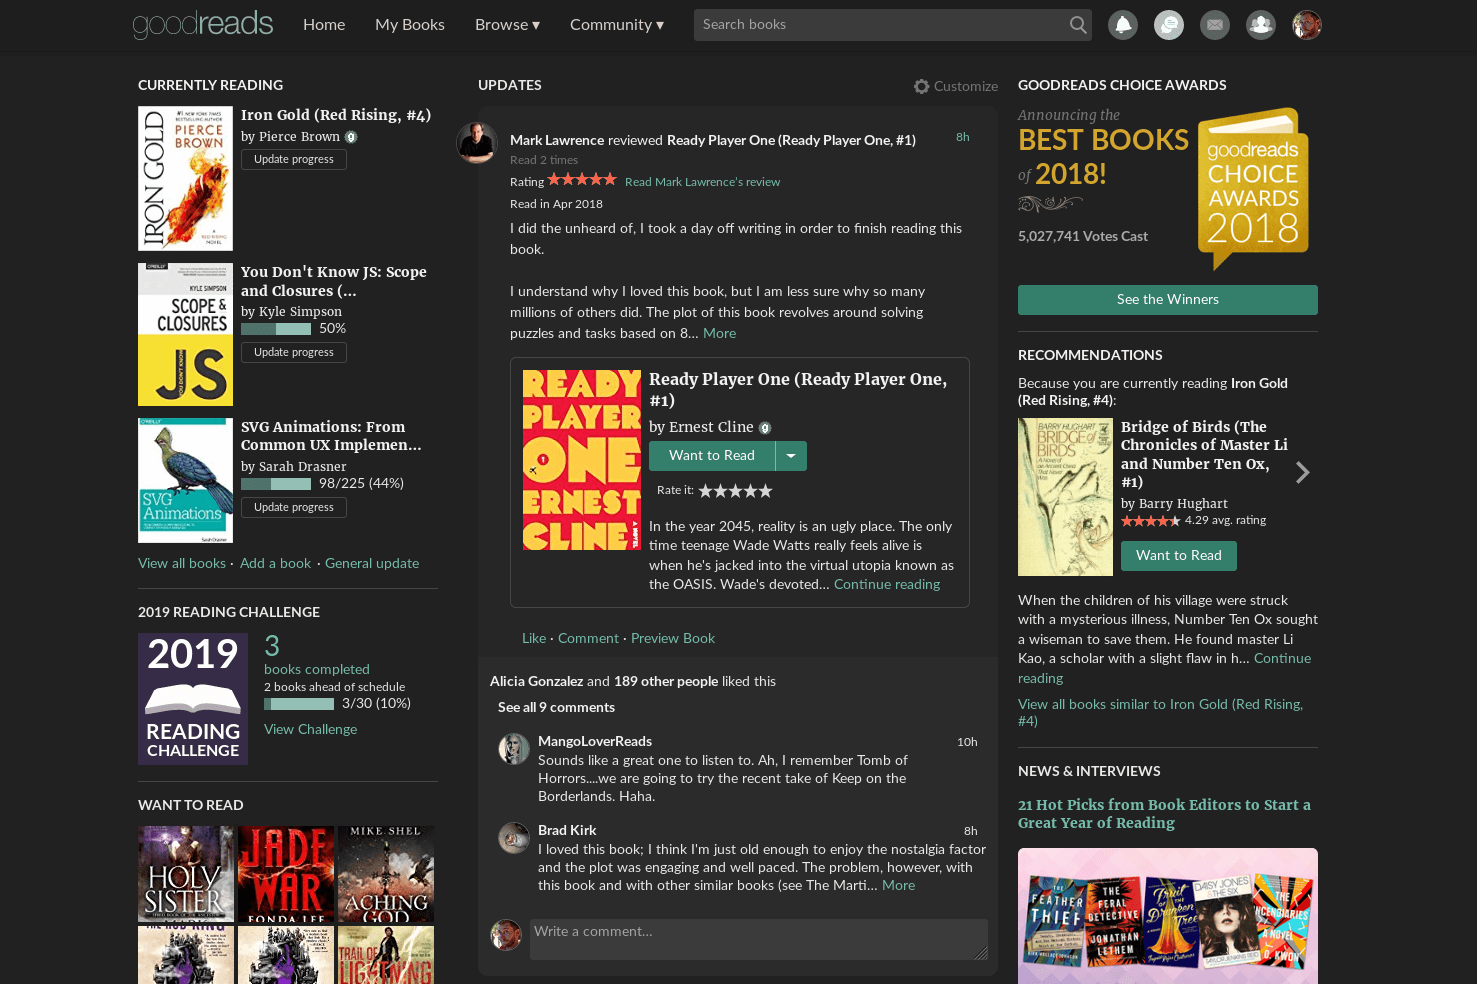 goodreads
Home
My Books
Browse ▾
Community ▾
Search books
CURRENTLY READING
#1 NEW YORK TIMES
BESTSELLING AUTHOR
PIERCE
BROWN
IRON GOLD
A
RED RISING
NOVEL
Iron Gold (Red Rising, #4)
by Pierce Brown
Update progress
O'REILLY
KYLE SIMPSON
SCOPE &
CLOSURES
YOU DON'T KNOW
JS
You Don't Know JS: Scope
and Closures (...
by Kyle Simpson
50%
Update progress
O'REILLY
SVG
Animations
Sarah Drasner
SVG Animations: From
Common UX Implemen...
by Sarah Drasner
98/225 (44%)
Update progress
View all books · Add a book · General update
2019 READING CHALLENGE
2019
READING
CHALLENGE
3
books completed
2 books ahead of schedule
3/30 (10%)
View Challenge
WANT TO READ
HOLY
SISTER
JADE
WAR
FONDA LEE
MIKE SHEL
ACHING
GOD
TRAIL OF
LIGHTNING
UPDATES
Customize
Mark Lawrence reviewed Ready Player One (Ready Player One, #1)
8h
Read 2 times
Rating
Read Mark Lawrence's review
Read in Apr 2018
I did the unheard of, I took a day off writing in order to finish reading this
book.
I understand why I loved this book, but I am less sure why so many
millions of others did. The plot of this book revolves around solving
puzzles and tasks based on 8... More
READY
PLAYER
ONE
ERNEST
CLINE
A NOVEL
Ready Player One (Ready Player One,
#1)
by Ernest Cline
Want to Read
Rate it:
In the year 2045, reality is an ugly place. The only
time teenage Wade Watts really feels alive is
when he's jacked into the virtual utopia known as
the OASIS. Wade's devoted... Continue reading
Like · Comment · Preview Book
Alicia Gonzalez and 189 other people liked this
See all 9 comments
MangoLoverReads
10h
Sounds like a great one to listen to. Ah, I remember Tomb of
Horrors....we are going to try the recent take of Keep on the
Borderlands. Haha.
Brad Kirk
8h
I loved this book; I think I'm just old enough to enjoy the nostalgia factor
and the plot was engaging and well paced. The problem, however, with
this book and with other similar books (see The Marti... More
Write a comment...
GOODREADS CHOICE AWARDS
Announcing the
BEST BOOKS
of 2018!
5,027,741 Votes Cast
goodreads
CHOICE
AWARDS
2018
See the Winners
RECOMMENDATIONS
Because you are currently reading Iron Gold
(Red Rising, #4):
BARRY HUGHART
BRIDGE
OF BIRDS
Bridge of Birds (The
Chronicles of Master Li
and Number Ten Ox,
#1)
by Barry Hughart
4.29 avg. rating
Want to Read
When the children of his village were struck
with a mysterious illness, Number Ten Ox sought
a wiseman to save them. He found master Li
Kao, a scholar with a slight flaw in h... Continue
reading
View all books similar to Iron Gold (Red Rising,
#4)
NEWS & INTERVIEWS
21 Hot Picks from Book Editors to Start a
Great Year of Reading
THE
FEATHER
THIEF
THE
FERAL
DETECTIVE
JONATHAN
LETHEM
Fruit
OF THE
Drunken
Tree
DAISY JONES
& THE SIX
TAYLOR JENKINS REID
THE
INCENDIARIES
A NOVEL
R. O. KWON